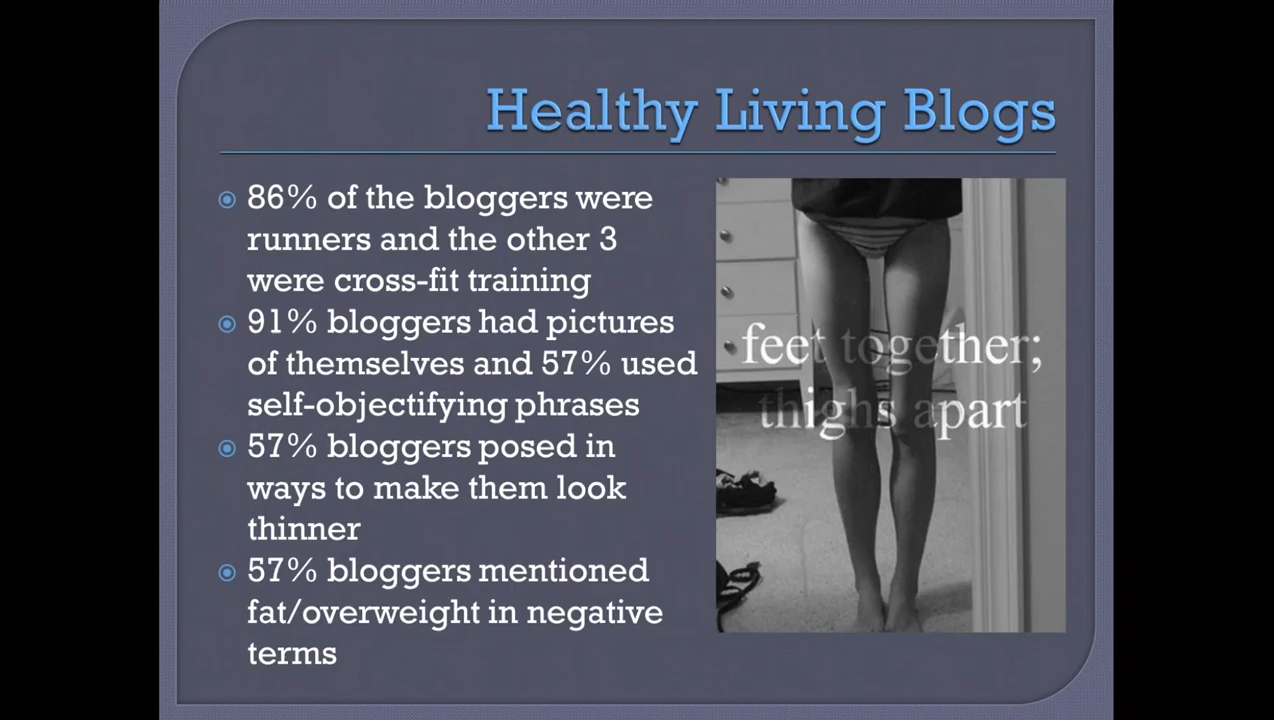 Healthy Living Blogs
86% of the bloggers were
runners and the other 3
were cross-fit training
91% bloggers had pictures
of themselves and 57% used
self-objectifying phrases
57% bloggers posed in
ways to make them look
thinner
57% bloggers mentioned
fat/overweight in negative
terms
feet together;
thighs apart